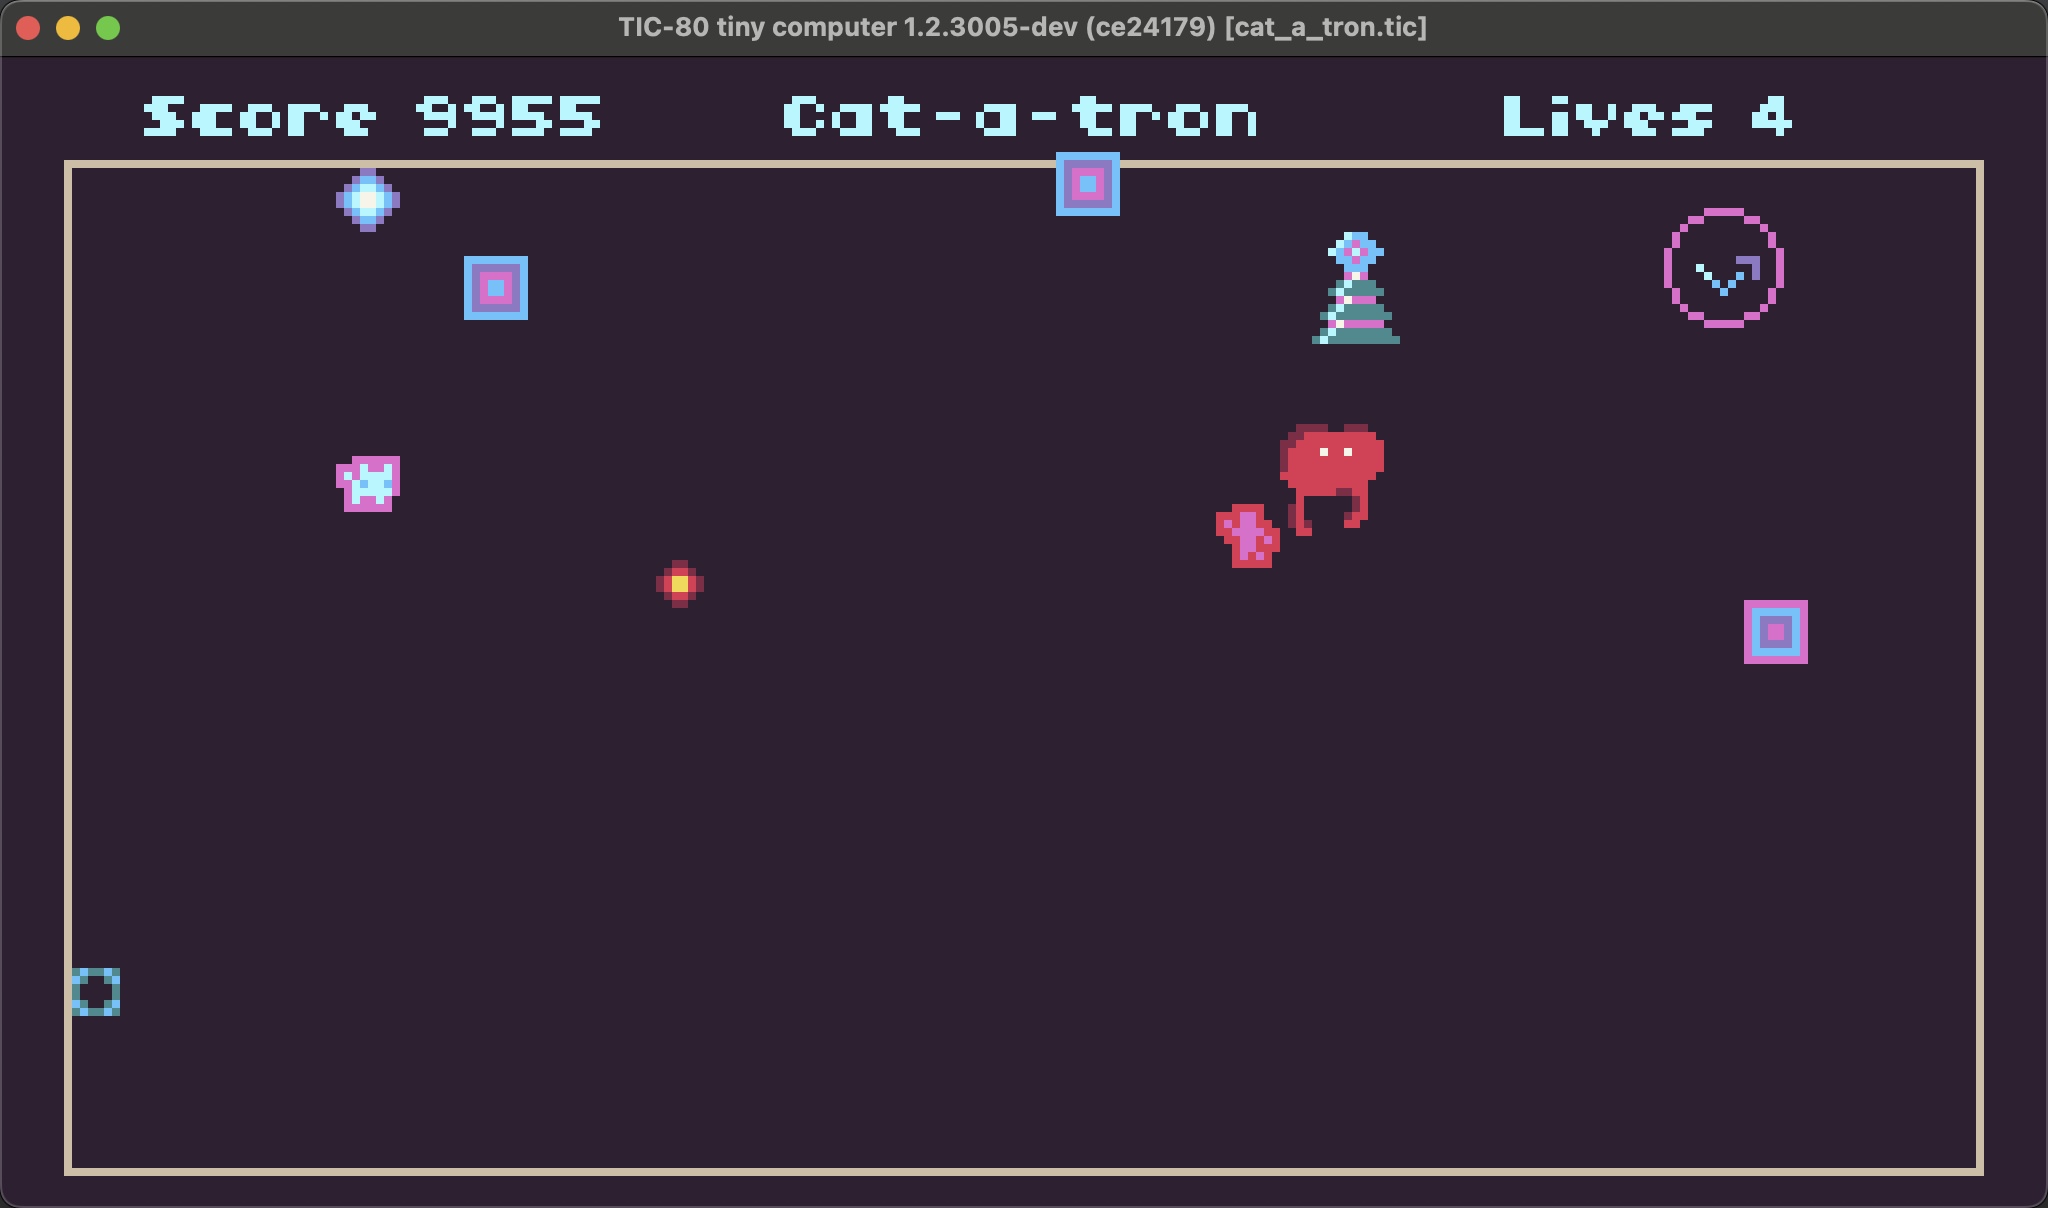 TIC-80 tiny computer 1.2.3005-dev (ce24179) [cat_a_tron.tic]
Score 9955 Cat-a-tron Lives 4